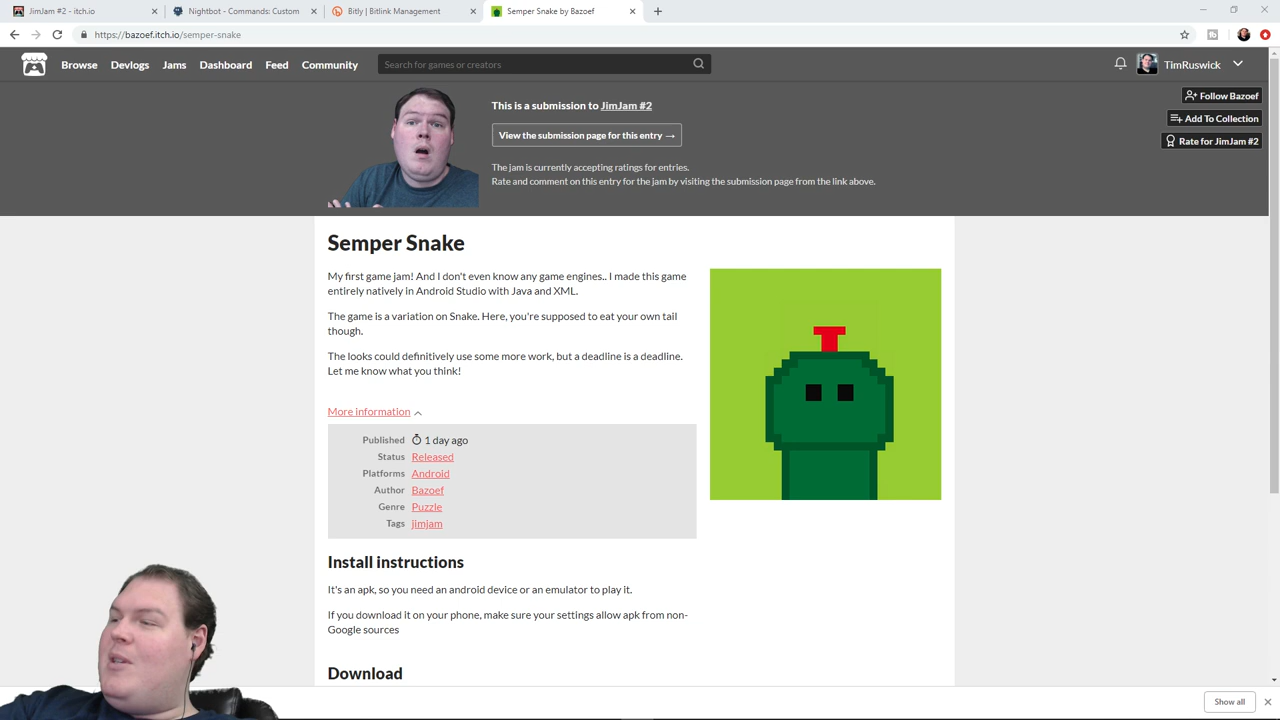 JimJam #2 - itch.io
Nightbot - Commands: Custom
Bitly | Bitlink Management
Semper Snake by Bazoef
https://bazoef.itch.io/semper-snake
Browse Devlogs Jams Dashboard Feed Community
Search for games or creators
TimRuswick
This is a submission to JimJam #2
View the submission page for this entry →
The jam is currently accepting ratings for entries.
Rate and comment on this entry for the jam by visiting the submission page from the link above.
Follow Bazoef
Add To Collection
Rate for JimJam #2
Semper Snake
My first game jam! And I don't even know any game engines.. I made this game
entirely natively in Android Studio with Java and XML.
The game is a variation on Snake. Here, you're supposed to eat your own tail
though.
The looks could definitively use some more work, but a deadline is a deadline.
Let me know what you think!
More information
Published 1 day ago
Status Released
Platforms Android
Author Bazoef
Genre Puzzle
Tags jimjam
Install instructions
It's an apk, so you need an android device or an emulator to play it.
If you download it on your phone, make sure your settings allow apk from non-
Google sources
Download
Show all